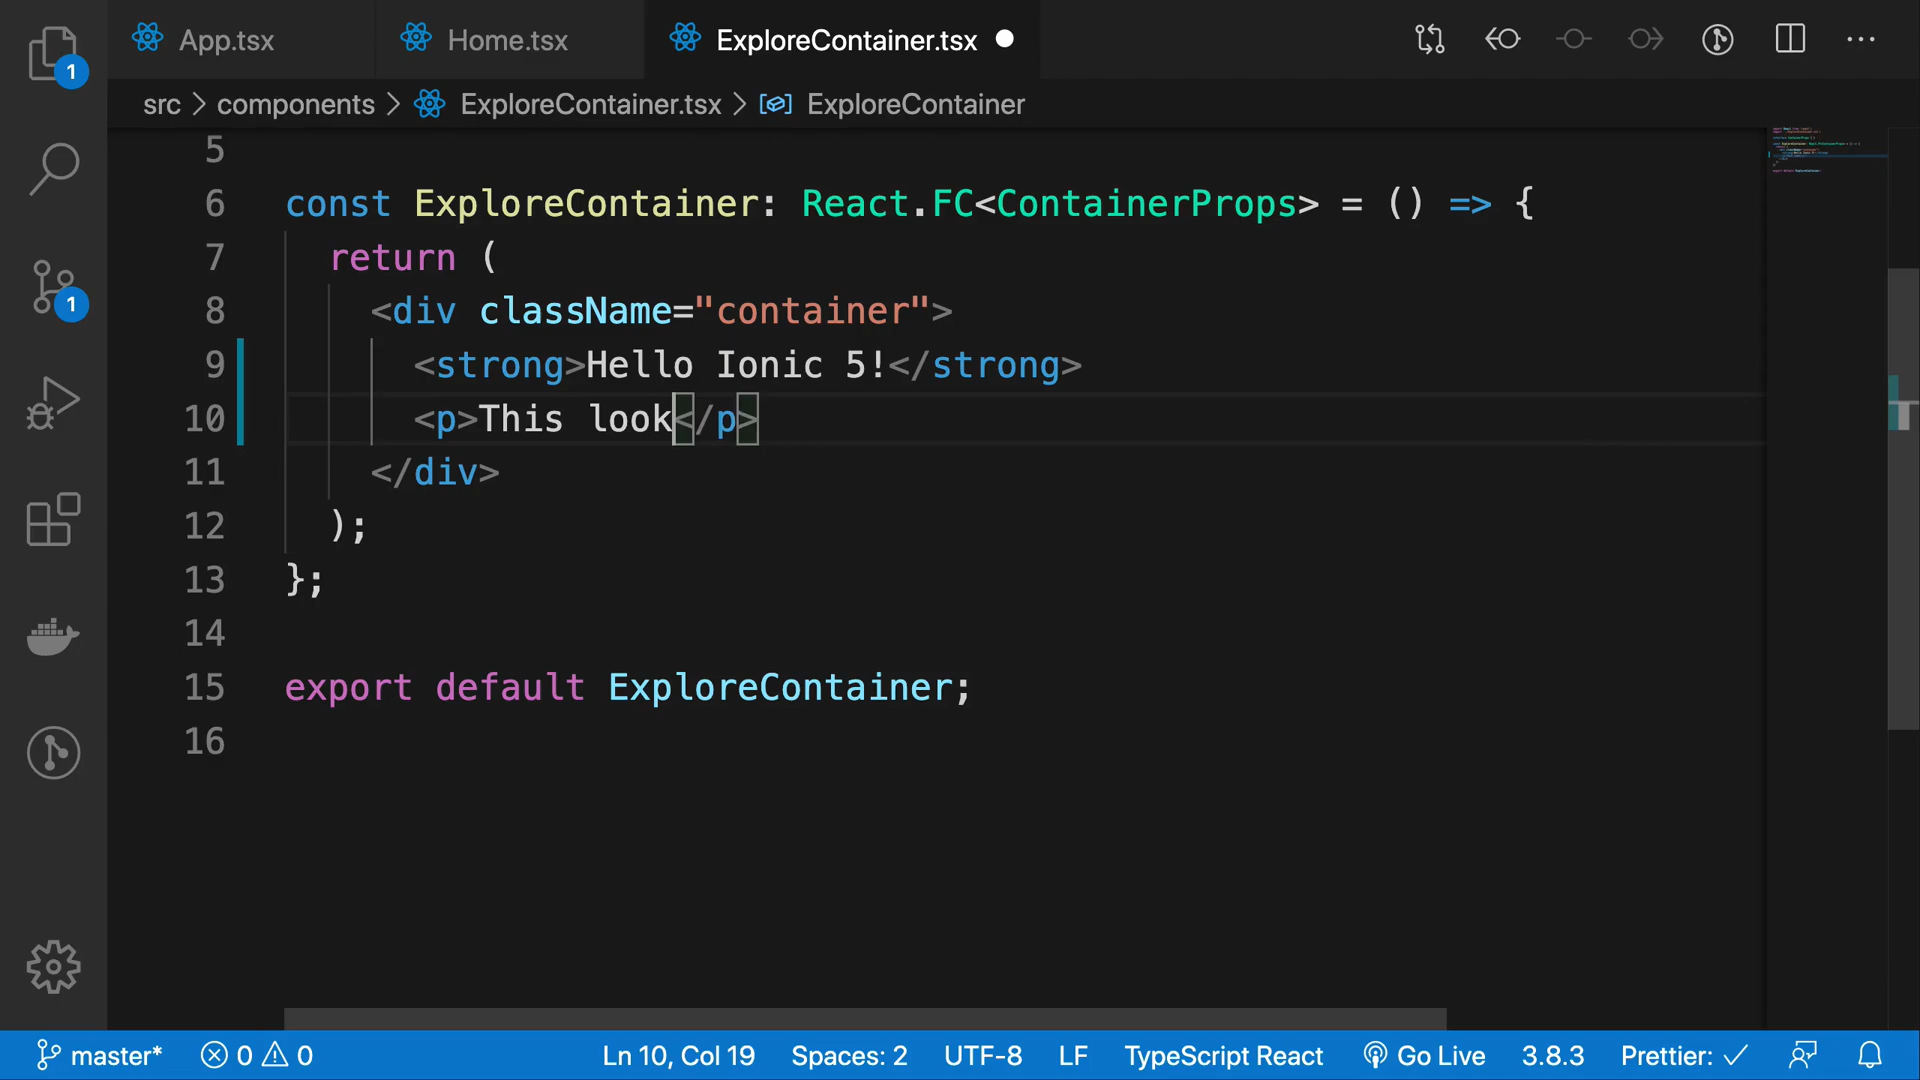 App.tsx Home.tsx ExploreContainer.tsx
1
src > components > ExploreContainer.tsx > ExploreContainer
5
6 const ExploreContainer: React.FC<ContainerProps> = () => {
7 return (
8 <div className="container">
9 <strong>Hello Ionic 5!</strong>
1
10 <p>This look</p>
11 </div>
12 );
13 };
14
15 export default ExploreContainer;
16
master* 0 0 Ln 10, Col 19 Spaces: 2 UTF-8 LF TypeScript React Go Live 3.8.3 Prettier: ✓